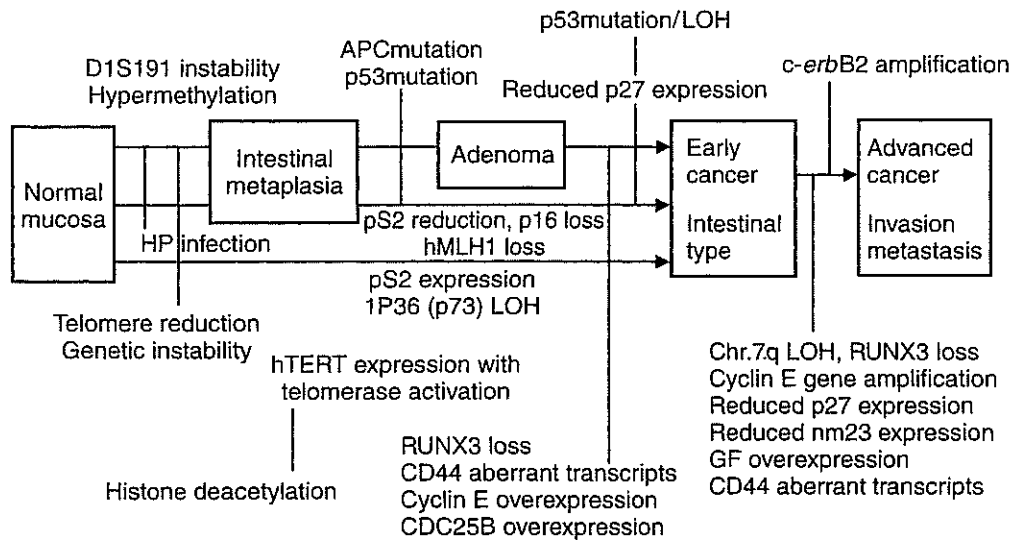 p53mutation/LOH
APCmutation
p53mutation
c-erbB2 amplification
D1S191 instability
Hypermethylation
Reduced p27 expression
Normal
mucosa
Intestinal
metaplasia
Adenoma
Early
cancer
Intestinal
type
Advanced
cancer
Invasion
metastasis
HP infection
pS2 reduction, p16 loss
hMLH1 loss
pS2 expression
1P36 (p73) LOH
Telomere reduction
Genetic instability
hTERT expression with
telomerase activation
Histone deacetylation
RUNX3 loss
CD44 aberrant transcripts
Cyclin E overexpression
CDC25B overexpression
Chr.7q LOH, RUNX3 loss
Cyclin E gene amplification
Reduced p27 expression
Reduced nm23 expression
GF overexpression
CD44 aberrant transcripts